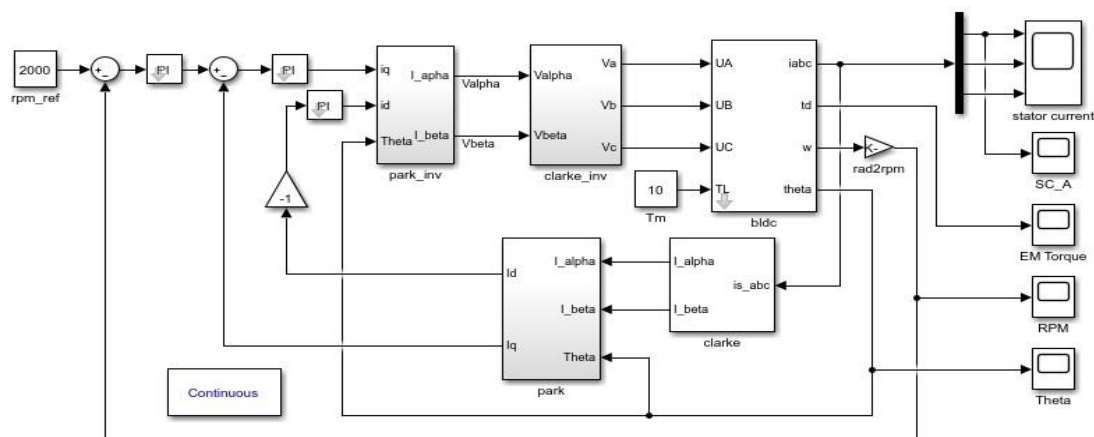 2000
rpm_ref
+
-
PI
+
-
PI
PI
iq
id
Theta
I_apha
I_beta
park_inv
Valpha
Vbeta
Valpha
Vbeta
Va
Vb
Vc
clarke_inv
UA
UB
UC
TL
iabc
td
w
theta
bldc
10
Tm
K-
rad2rpm
stator current
SC_A
EM Torque
RPM
Theta
-1
Id
Iq
I_alpha
I_beta
Theta
park
I_alpha
I_beta
is_abc
clarke
Continuous